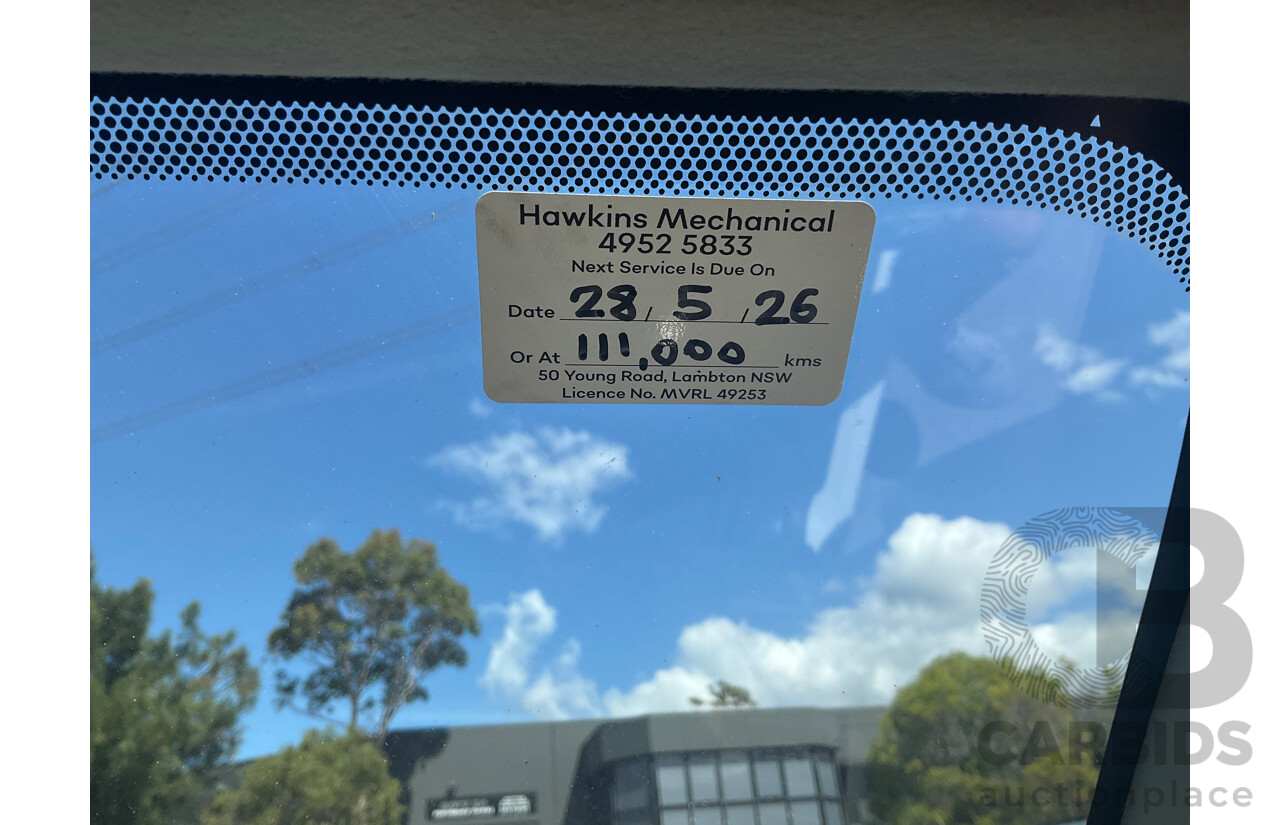 Hawkins Mechanical
4952 5833
Next Service Is Due On
Date 28 / 5 / 26
Or At 111,000 kms
50 Young Road, Lambton NSW
Licence No. MVRL 49253
CB
CARBIDS
auctionplace